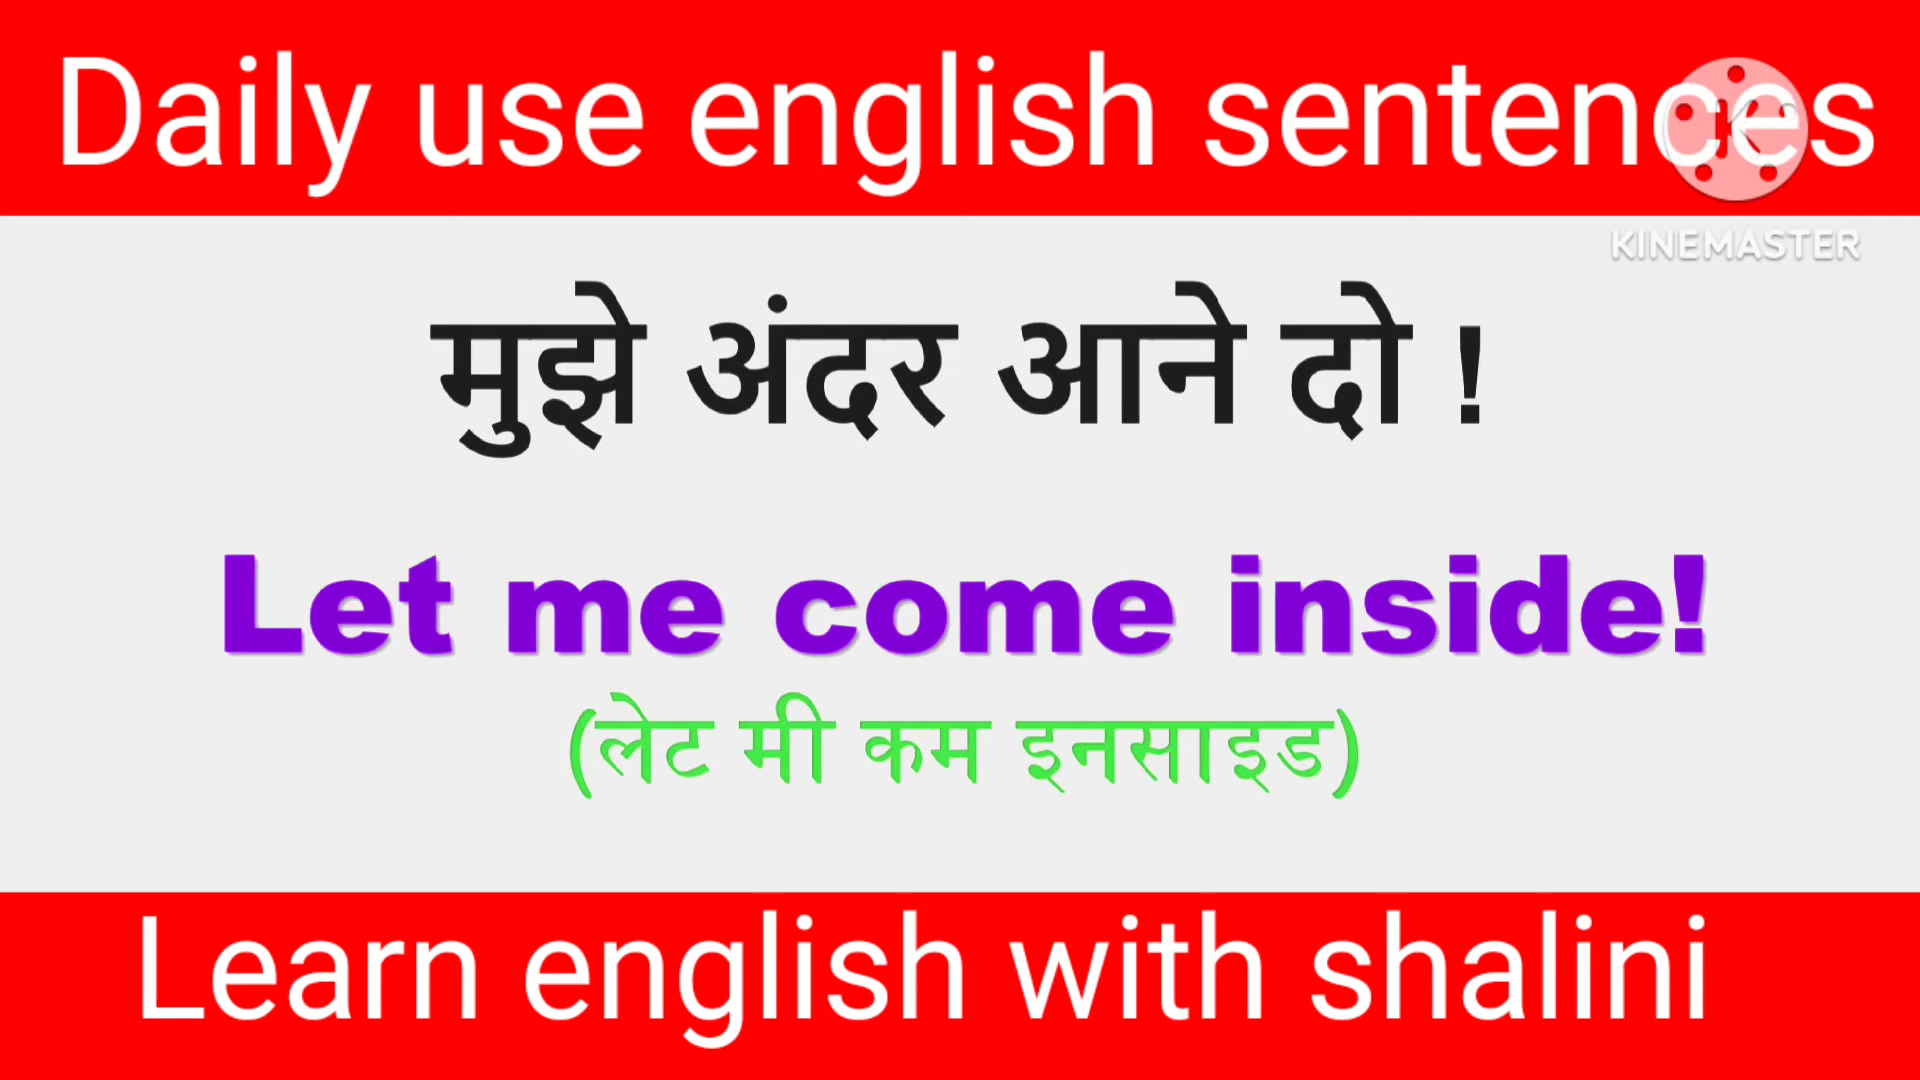 Daily use english sentences
KINEMASTER
मुझे अंदर आने दो !
Let me come inside!
(लेट मी कम इनसाइड)
Learn english with shalini